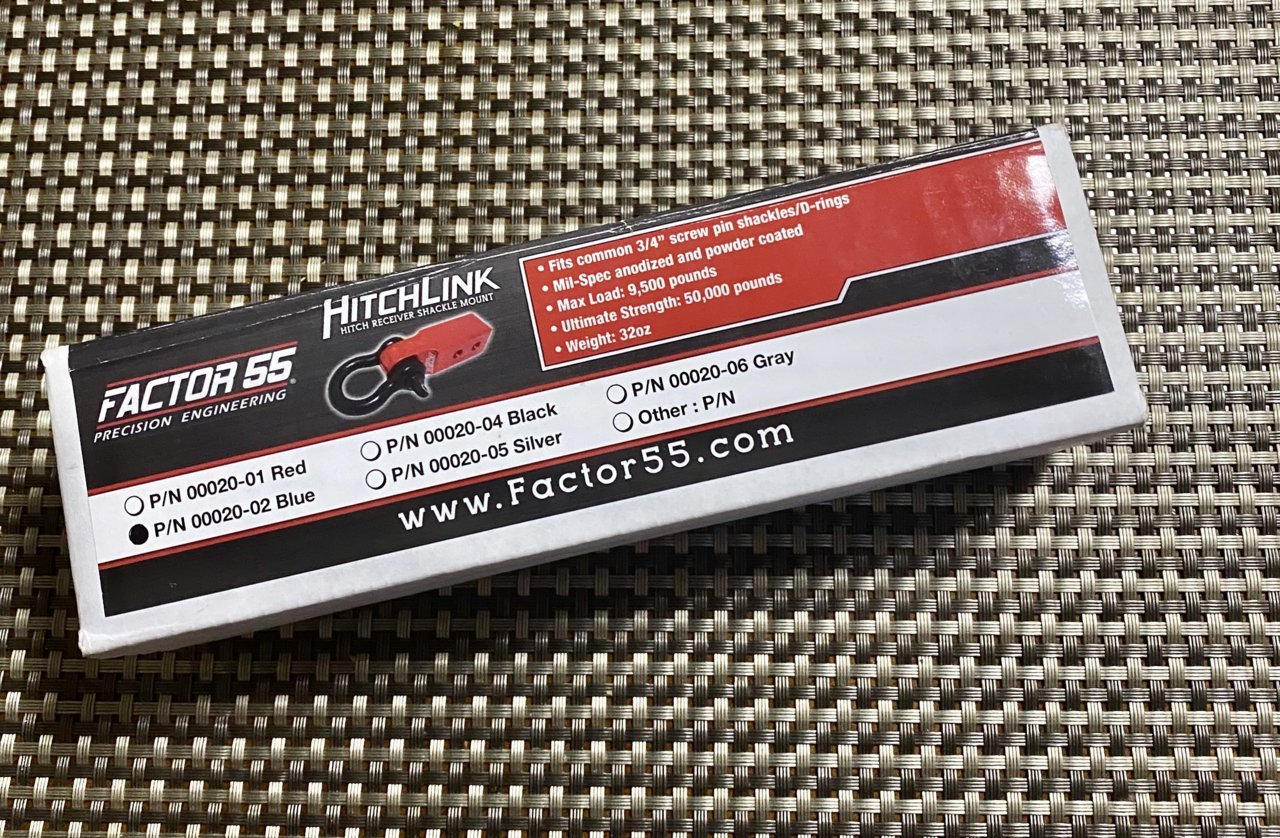 FACTOR 55®
PRECISION ENGINEERING
HITCHLINK
HITCH RECEIVER SHACKLE MOUNT
• Fits common 3/4” screw pin shackles/D-rings
• Mil-Spec anodized and powder coated
• Max Load: 9,500 pounds
• Ultimate Strength: 50,000 pounds
• Weight: 32oz
P/N 00020-01 Red
P/N 00020-02 Blue
P/N 00020-04 Black
P/N 00020-05 Silver
P/N 00020-06 Gray
Other : P/N
www.Factor55.com